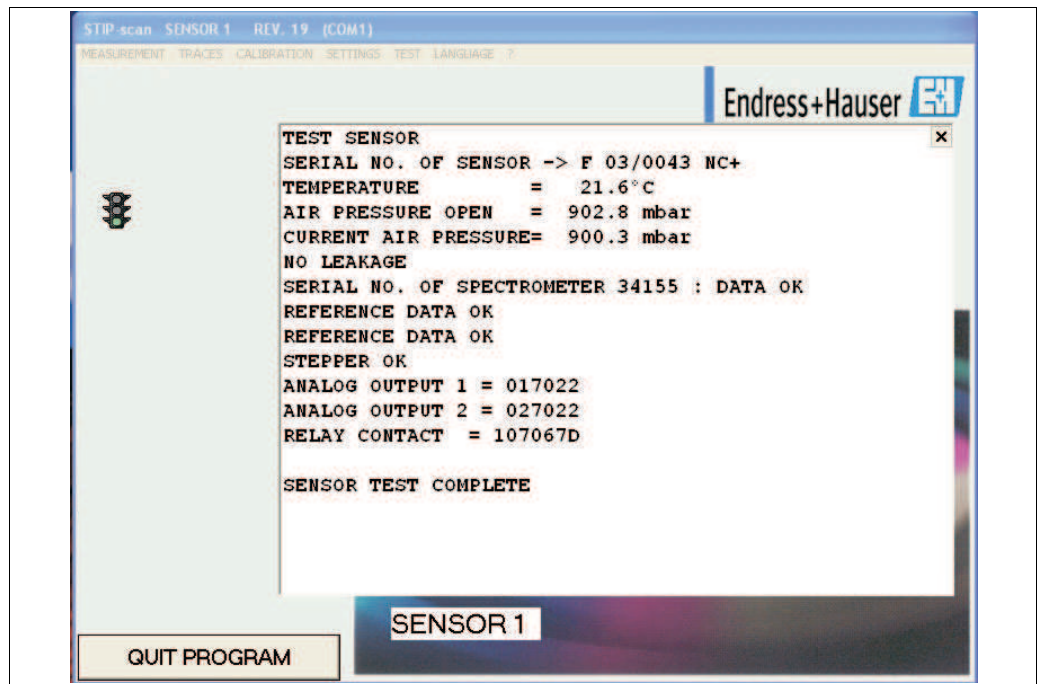 STIP-scan SENSOR 1 REV. 19 (COM1)
MEASUREMENT TRACES CALIBRATION SETTINGS TEST LANGUAGE ?
Endress+Hauser
TEST SENSOR
SERIAL NO. OF SENSOR -> F 03/0043 NC+
TEMPERATURE = 21.6°C
AIR PRESSURE OPEN = 902.8 mbar
CURRENT AIR PRESSURE= 900.3 mbar
NO LEAKAGE
SERIAL NO. OF SPECTROMETER 34155 : DATA OK
REFERENCE DATA OK
REFERENCE DATA OK
STEPPER OK
ANALOG OUTPUT 1 = 017022
ANALOG OUTPUT 2 = 027022
RELAY CONTACT = 107067D
SENSOR TEST COMPLETE
SENSOR 1
QUIT PROGRAM